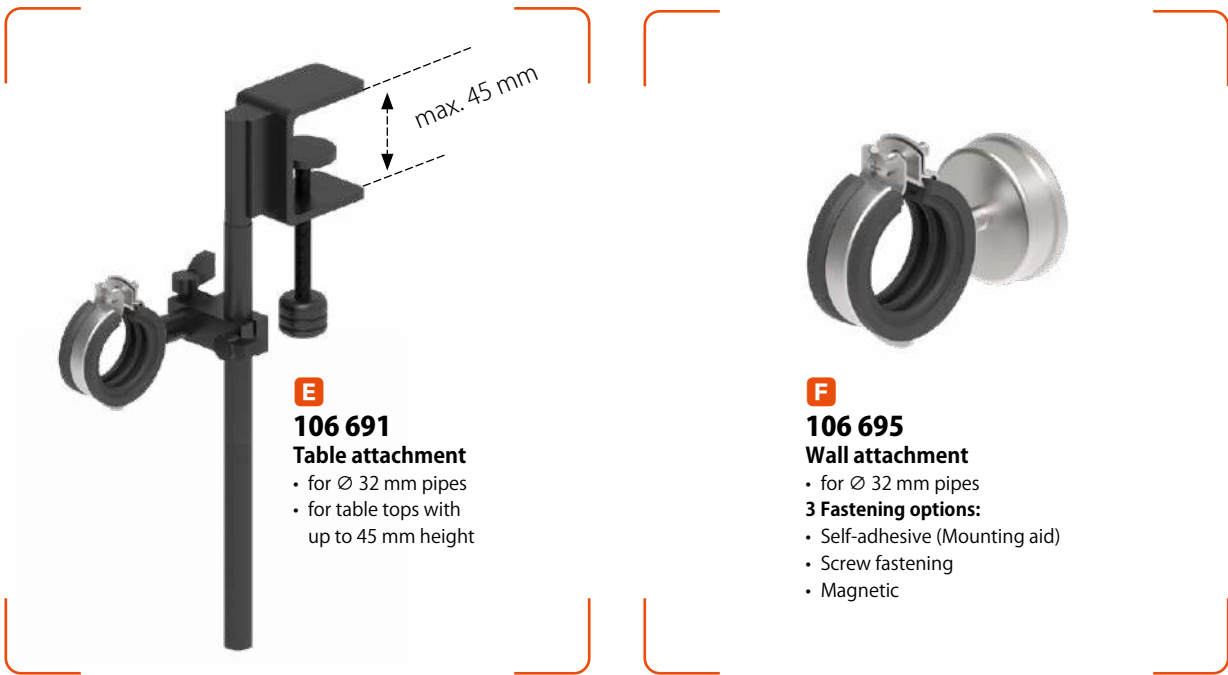 max. 45 mm
E
106 691
Table attachment
• for ∅ 32 mm pipes
• for table tops with
up to 45 mm height
F
106 695
Wall attachment
• for ∅ 32 mm pipes
3 Fastening options:
• Self-adhesive (Mounting aid)
• Screw fastening
• Magnetic